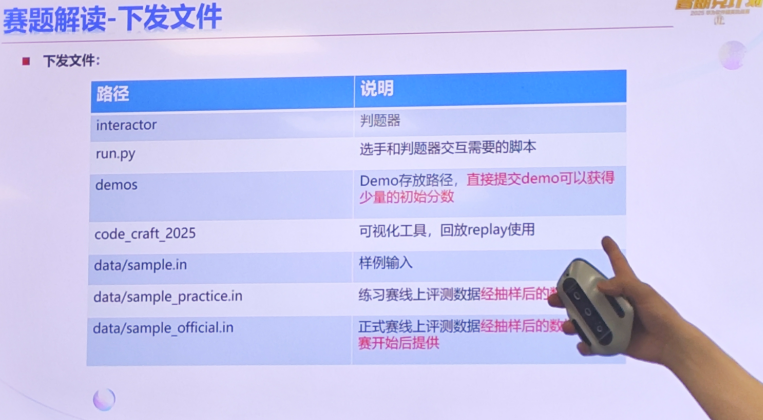 赛题解读-下发文件
下发文件：
路径 说明
interactor 判题器
run.py 选手和判题器交互需要的脚本
demos Demo存放路径，直接提交demo可以获得
少量的初始分数
code_craft_2025 可视化工具，回放replay使用
data/sample.in 样例输入
data/sample_practice.in 练习赛线上评测数据经抽样后的
data/sample_official.in 正式赛线上评测数据经抽样后的数
赛开始后提供